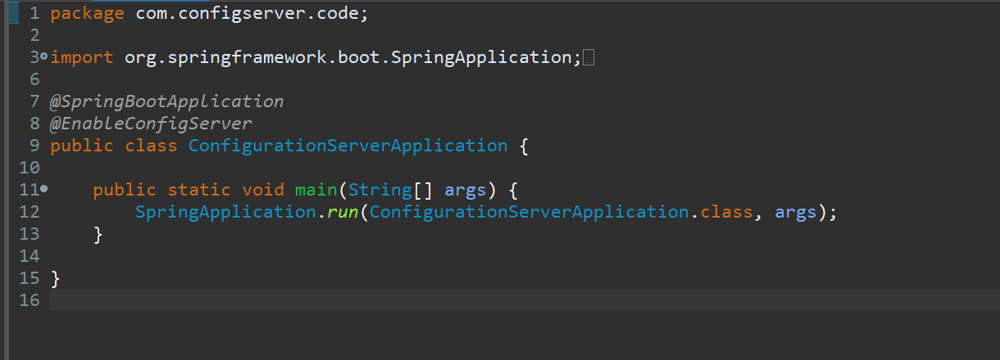 1 package com.configserver.code;
2
3 import org.springframework.boot.SpringApplication;
6
7 @SpringBootApplication
8 @EnableConfigServer
9 public class ConfigurationServerApplication {
10
11     public static void main(String[] args) {
12         SpringApplication.run(ConfigurationServerApplication.class, args);
13     }
14
15 }
16